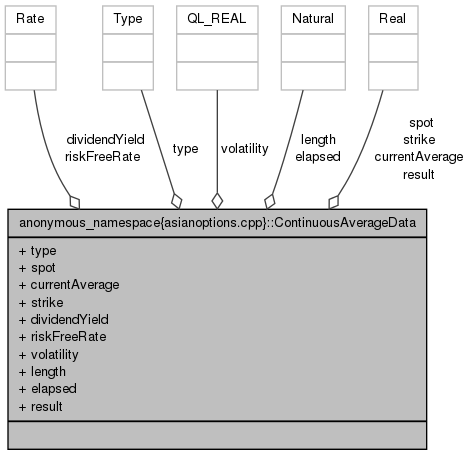 Rate
Type
QL_REAL
Natural
Real
dividendYield
riskFreeRate
type
volatility
length
elapsed
spot
strike
currentAverage
result
anonymous_namespace{asianoptions.cpp}::ContinuousAverageData
+ type
+ spot
+ currentAverage
+ strike
+ dividendYield
+ riskFreeRate
+ volatility
+ length
+ elapsed
+ result